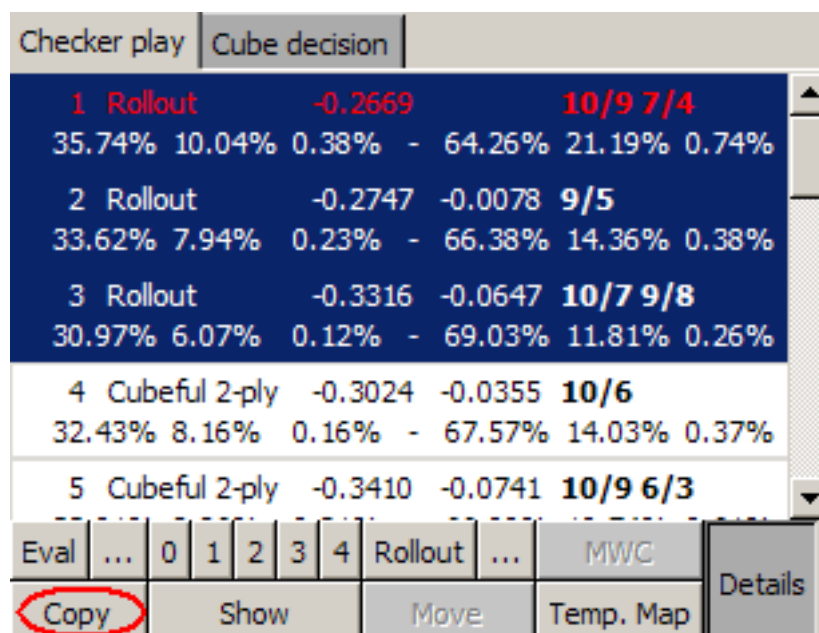 Checker play Cube decision
1 Rollout -0.2669 10/9 7/4
35.74% 10.04% 0.38% - 64.26% 21.19% 0.74%
2 Rollout -0.2747 -0.0078 9/5
33.62% 7.94% 0.23% - 66.38% 14.36% 0.38%
3 Rollout -0.3316 -0.0647 10/7 9/8
30.97% 6.07% 0.12% - 69.03% 11.81% 0.26%
4 Cubeful 2-ply -0.3024 -0.0355 10/6
32.43% 8.16% 0.16% - 67.57% 14.03% 0.37%
5 Cubeful 2-ply -0.3410 -0.0741 10/9 6/3
Eval ... 0 1 2 3 4 Rollout ... MWC
Details
Copy Show Move Temp. Map